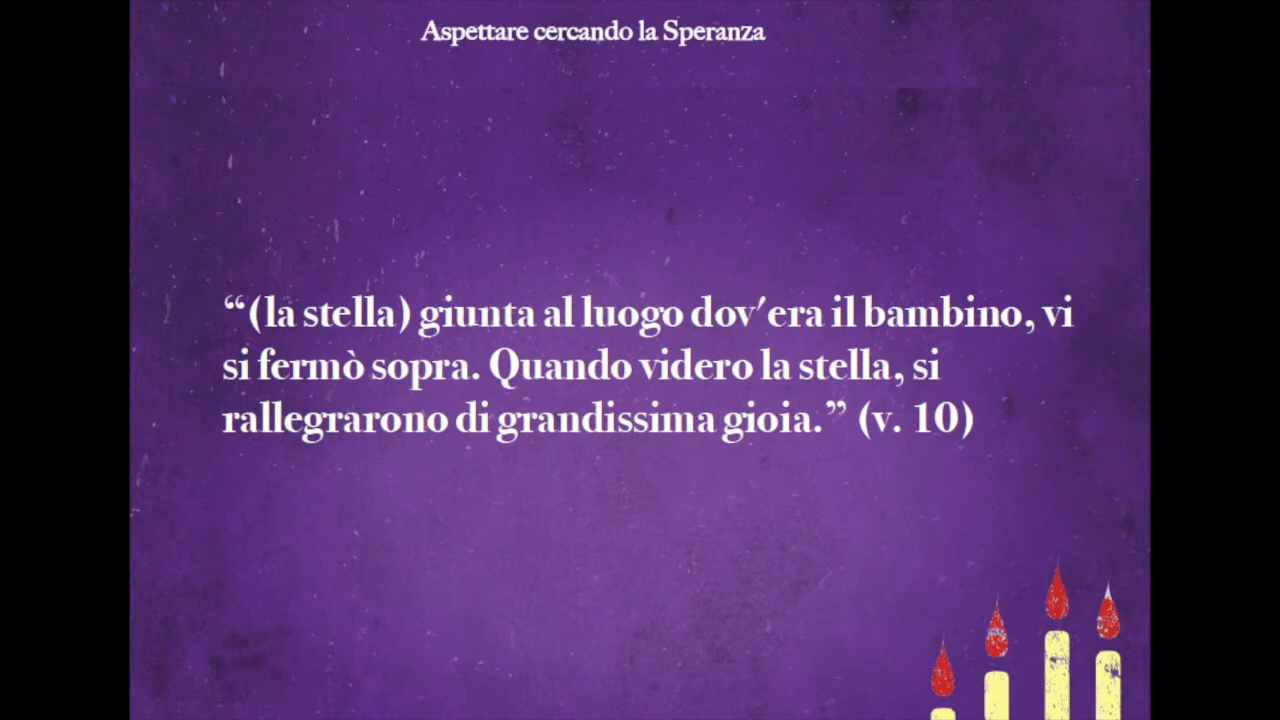 Aspettare cercando la Speranza
“(la stella) giunta al luogo dov'era il bambino, vi
si fermò sopra. Quando videro la stella, si
rallegrarono di grandissima gioia.” (v. 10)